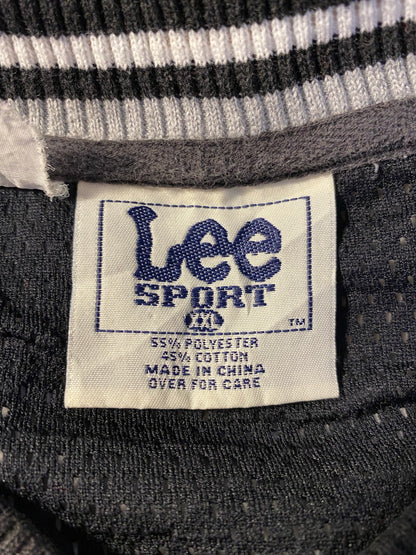 Lee
SPORT
XXL
TM
55% POLYESTER
45% COTTON
MADE IN CHINA
OVER FOR CARE